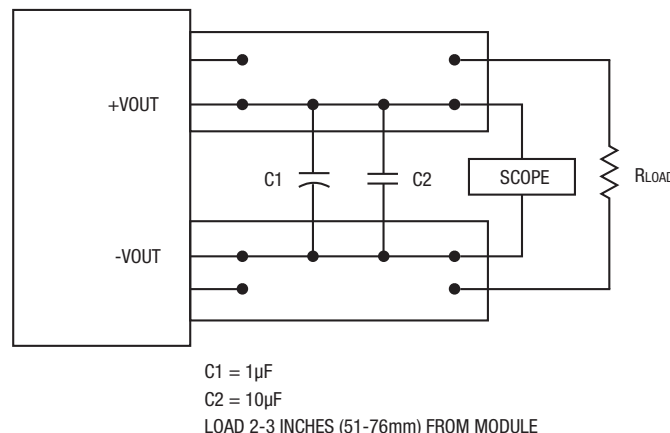 +VOUT
C1
C2
SCOPE
RLOAD
-VOUT
C1 = 1µF
C2 = 10µF
LOAD 2-3 INCHES (51-76mm) FROM MODULE